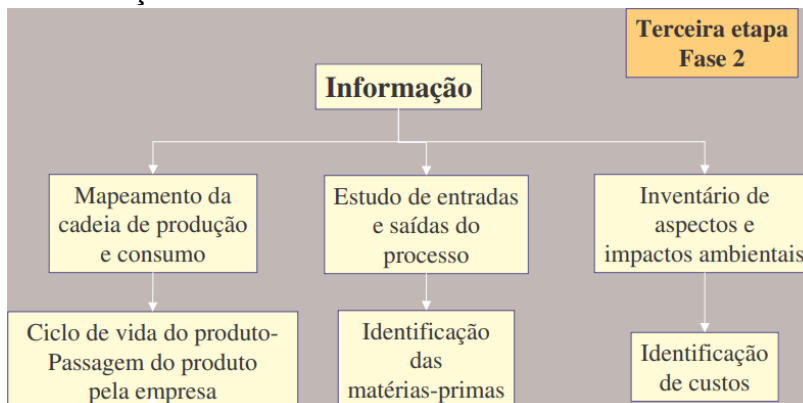 Terceira etapa
Fase 2
Informação
Mapeamento da
cadeia de produção
e consumo
Estudo de entradas
e saídas do
processo
Inventário de
aspectos e
impactos ambientais
Ciclo de vida do produto-
Passagem do produto
pela empresa
Identificação
das
matérias-primas
Identificação
de custos